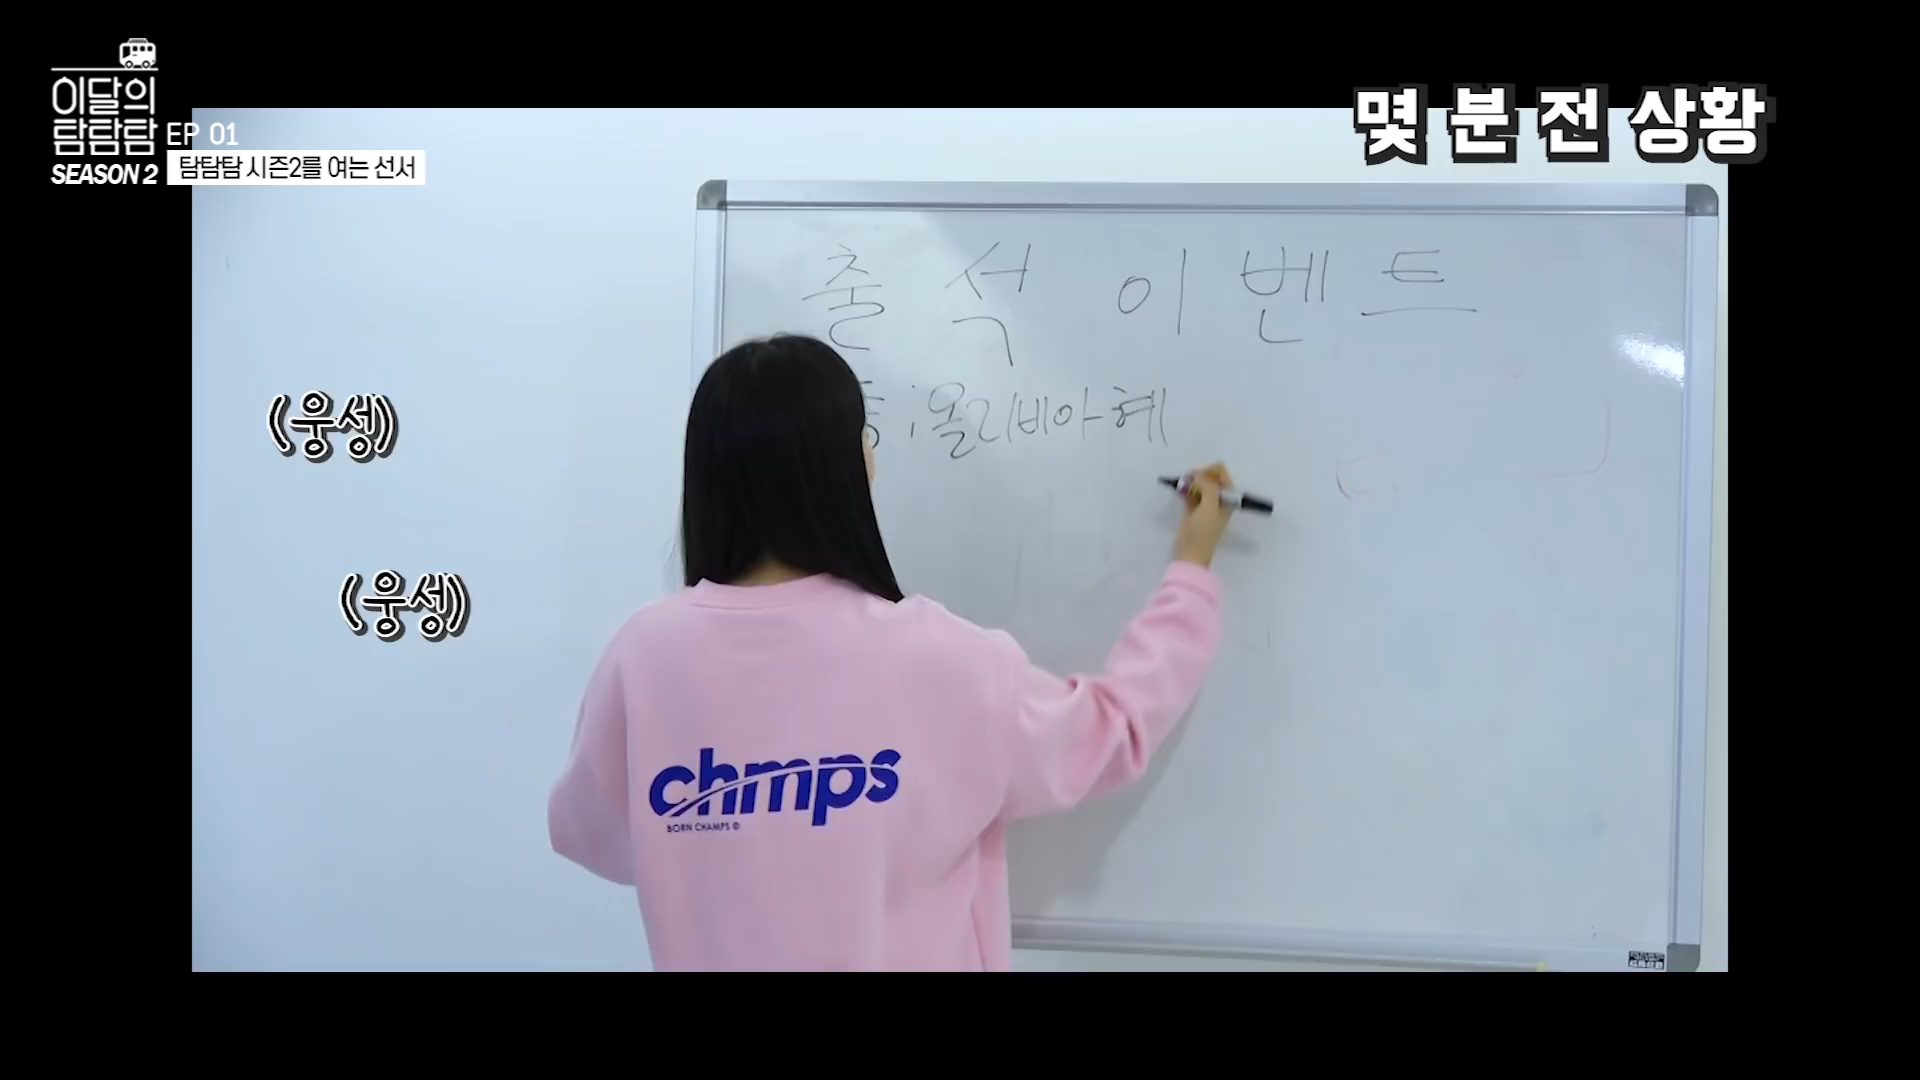 이달의
탐탐탐
SEASON 2
EP 01
탐탐탐 시즌2를 여는 선서
몇 분 전 상황
출석 이벤트
: 올리비아혜
(웅성)
(웅성)
chmps
BORN CHAMPS ©